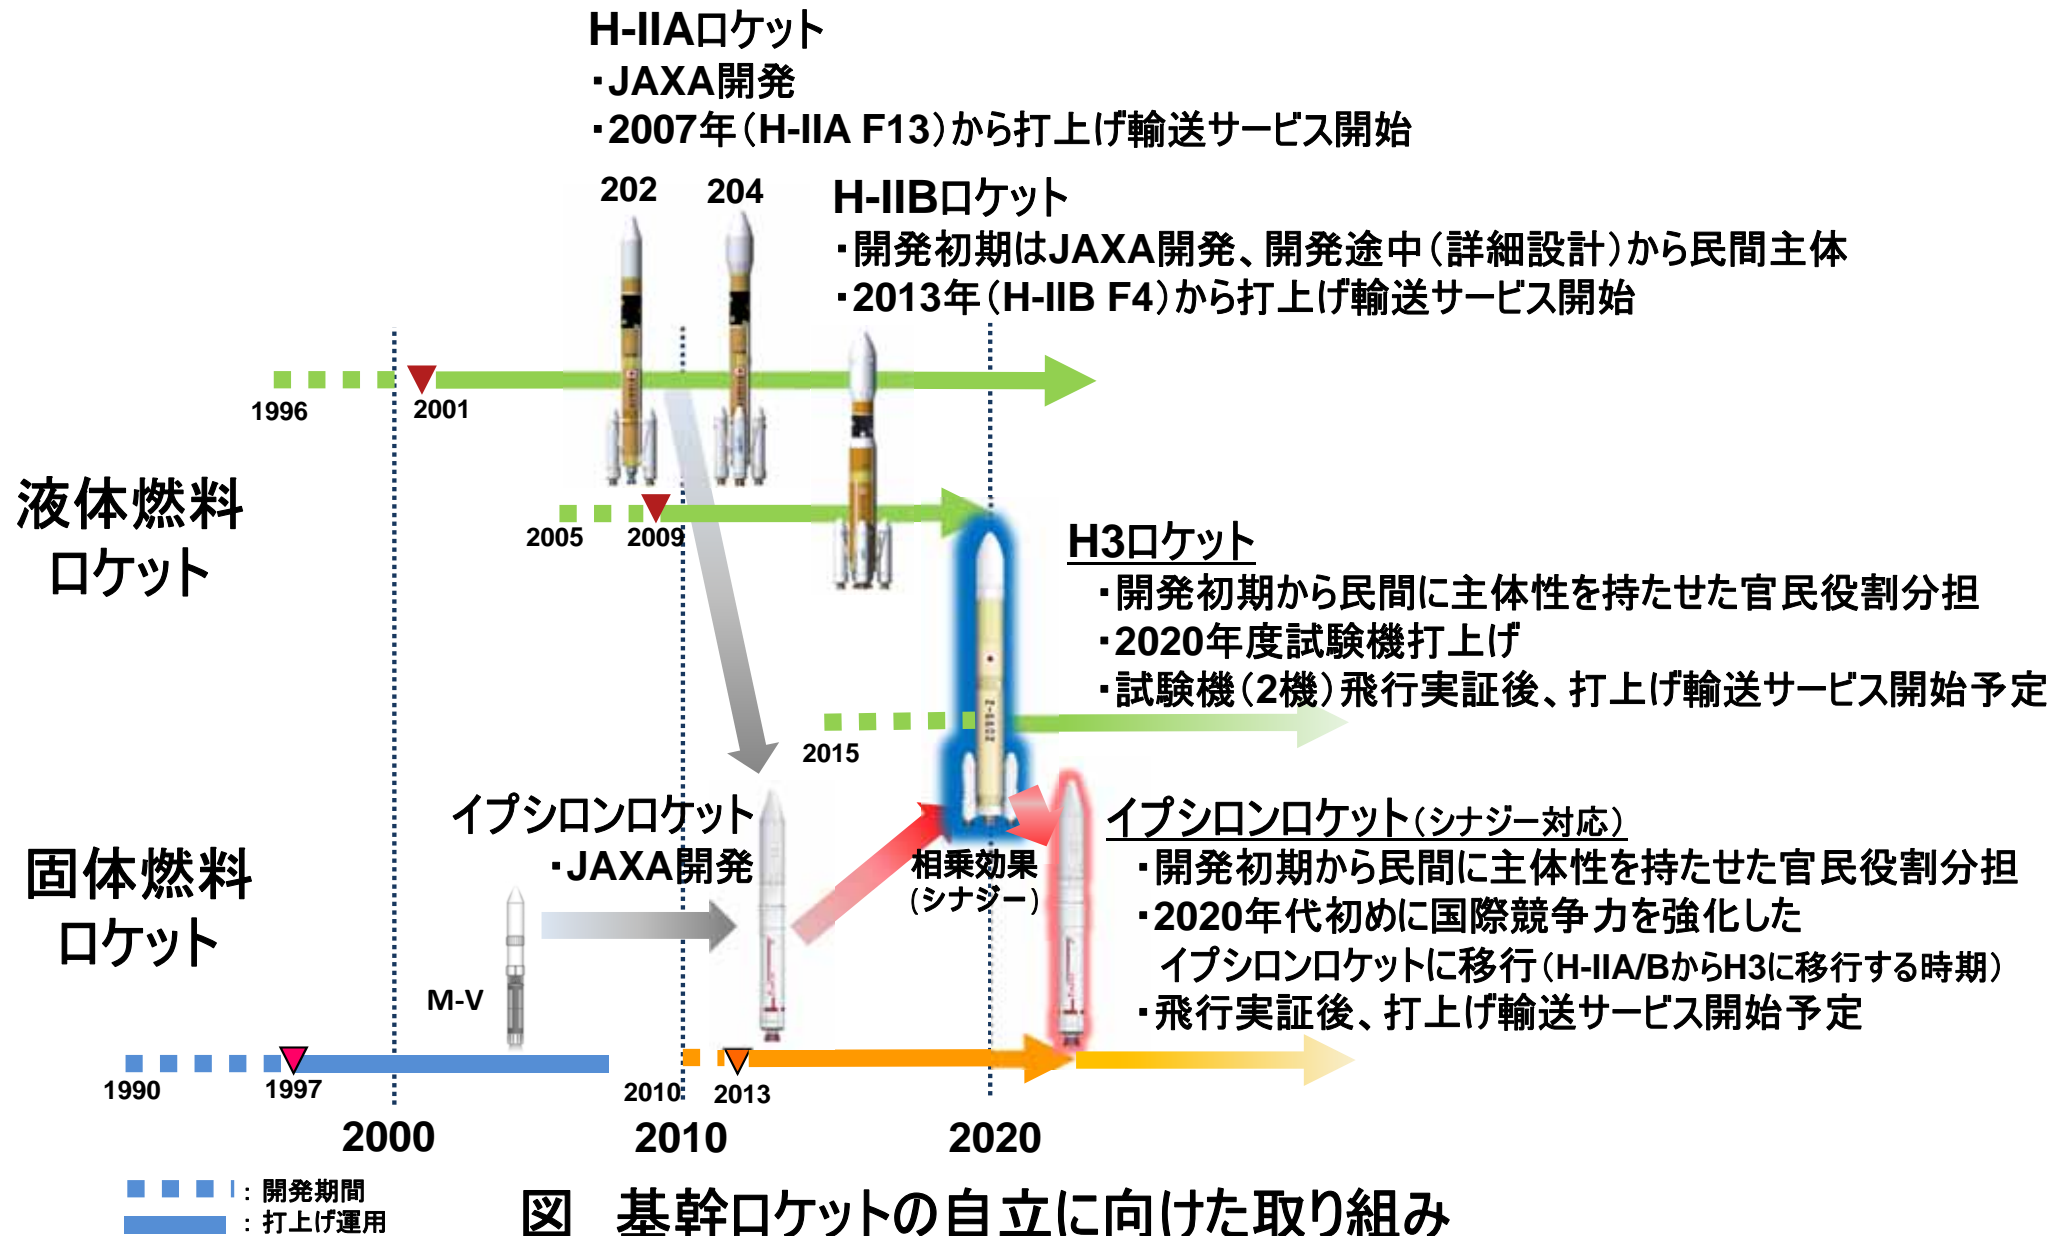 H-IIAロケット
・JAXA開発
・2007年（H-IIA F13）から打上げ輸送サービス開始
202
204
H-IIBロケット
・開発初期はJAXA開発、開発途中（詳細設計）から民間主体
・2013年（H-IIB F4）から打上げ輸送サービス開始
1996
2001
液体燃料
ロケット
2005
2009
H3ロケット
・開発初期から民間に主体性を持たせた官民役割分担
・2020年度試験機打上げ
・試験機（2機）飛行実証後、打上げ輸送サービス開始予定
2015
イプシロンロケット
・JAXA開発
相乗効果
（シナジー）
イプシロンロケット（シナジー対応）
・開発初期から民間に主体性を持たせた官民役割分担
・2020年代初めに国際競争力を強化した
イプシロンロケットに移行（H-IIA/BからH3に移行する時期）
・飛行実証後、打上げ輸送サービス開始予定
固体燃料
ロケット
M-V
1990
1997
2010
2013
2000
2010
2020
：開発期間
：打上げ運用
図　基幹ロケットの自立に向けた取り組み